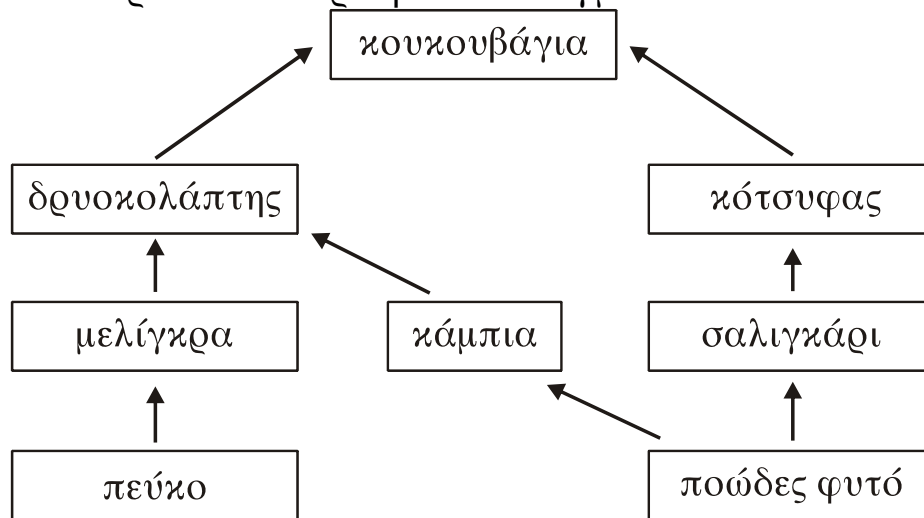 κουκουβάγια
δρυοκολάπτης
κότσυφας
μελίγκρα
κάμπια
σαλιγκάρι
πεύκο
ποώδες φυτό